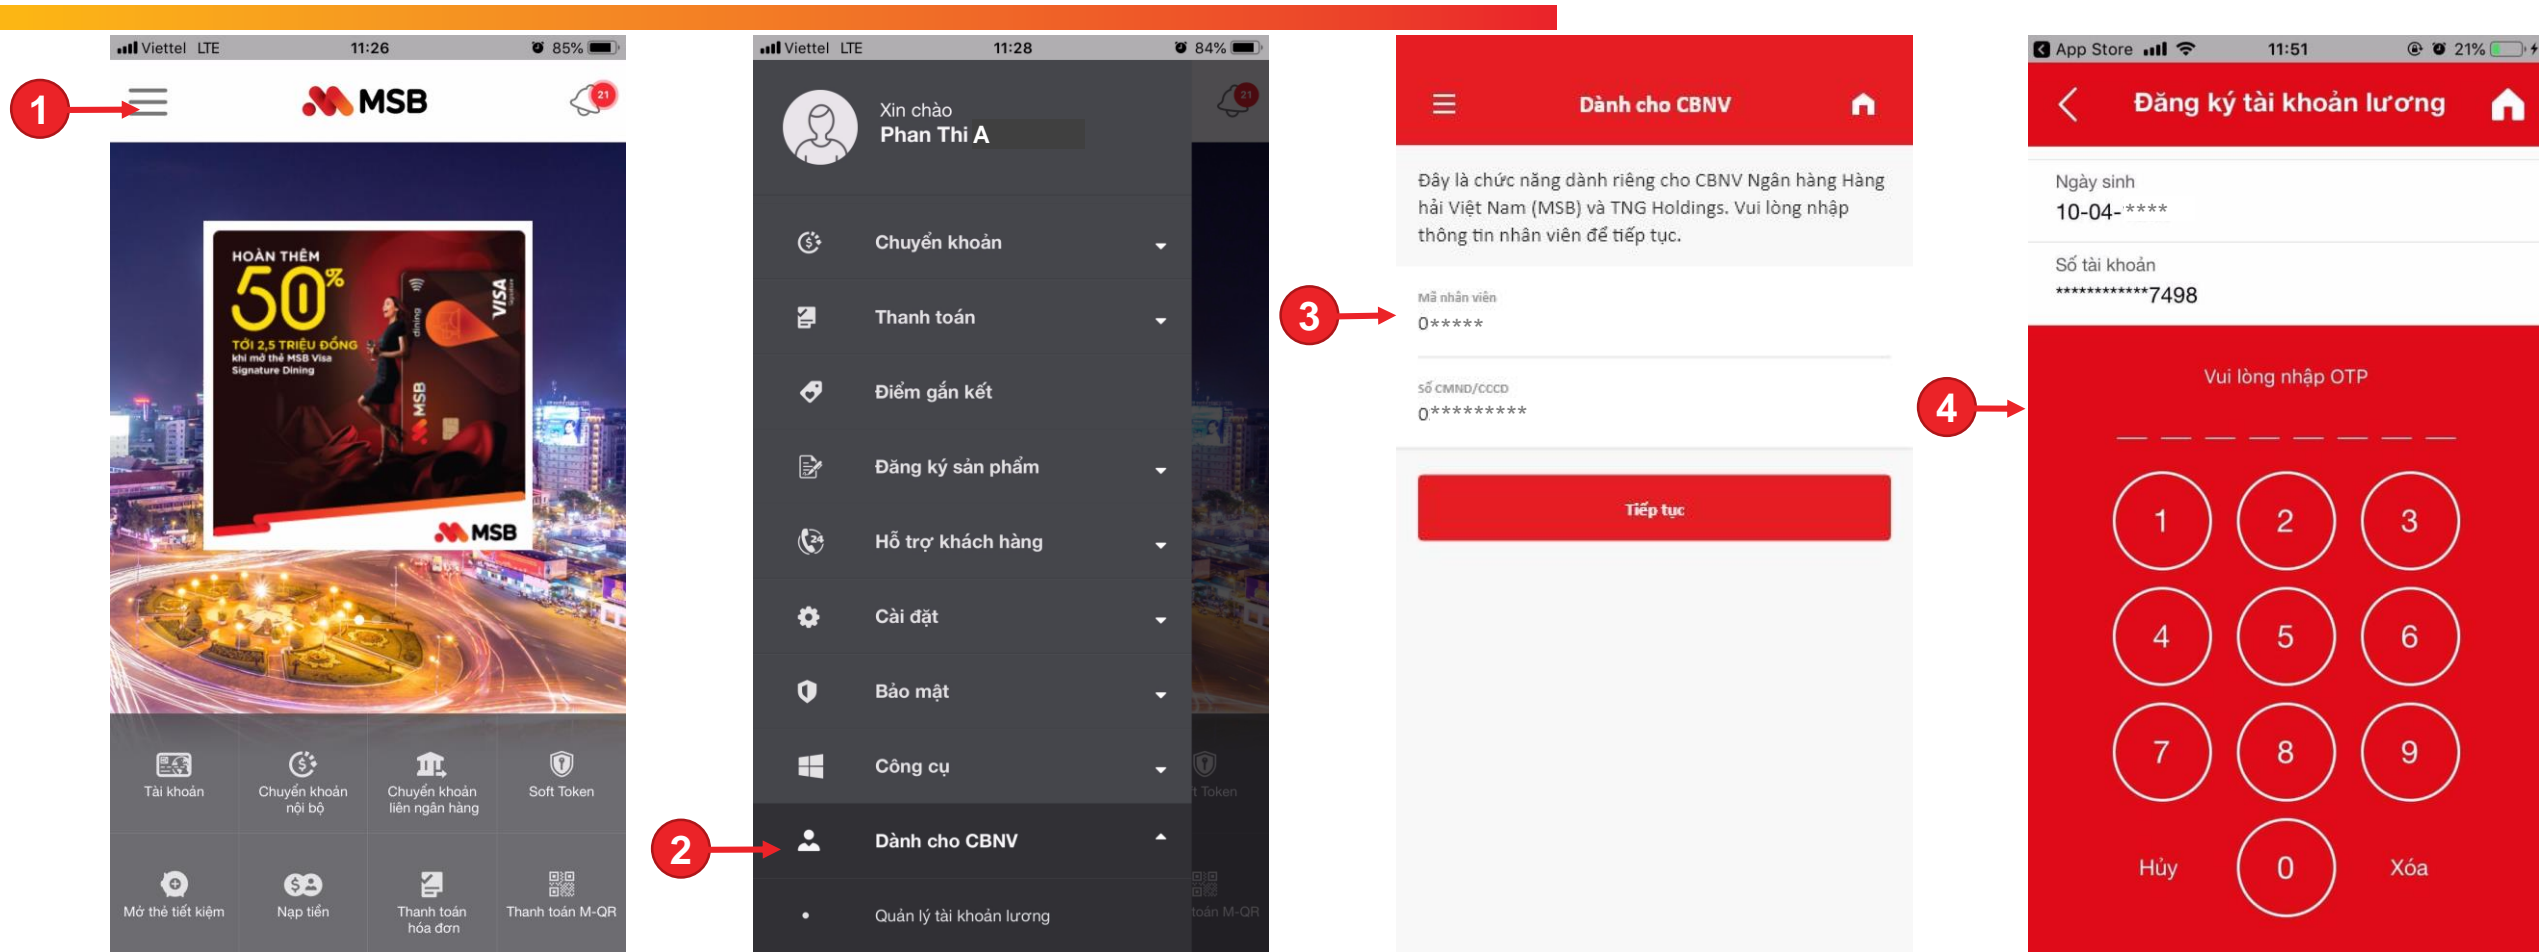 Viettel LTE 11:26 85%
1
MSB
21
HOÀN THÊM
50%
TỚI 2,5 TRIỆU ĐỒNG
khi mở thẻ MSB Visa
Signature Dining
VISA
Signature
dining
MSB
MSB
Tài khoản
Chuyển khoản
nội bộ
Chuyển khoản
liên ngân hàng
Soft Token
Mở thẻ tiết kiệm
Nạp tiền
Thanh toán
hóa đơn
Thanh toán M-QR
Viettel LTE 11:28 84%
21
Xin chào
Phan Thi A
Chuyển khoản
Thanh toán
Điểm gắn kết
Đăng ký sản phẩm
24
Hỗ trợ khách hàng
Cài đặt
Bảo mật
Công cụ
2
Dành cho CBNV
Quản lý tài khoản lương
t Token
toán M-QR
Dành cho CBNV
Đây là chức năng dành riêng cho CBNV Ngân hàng Hàng
hải Việt Nam (MSB) và TNG Holdings. Vui lòng nhập
thông tin nhân viên để tiếp tục.
3
Mã nhân viên
0*****
Số CMND/CCCD
0*********
Tiếp tục
App Store 11:51 21%
Đăng ký tài khoản lương
Ngày sinh
10-04-****
Số tài khoản
************7498
4
Vui lòng nhập OTP
1 2 3
4 5 6
7 8 9
Hủy 0 Xóa